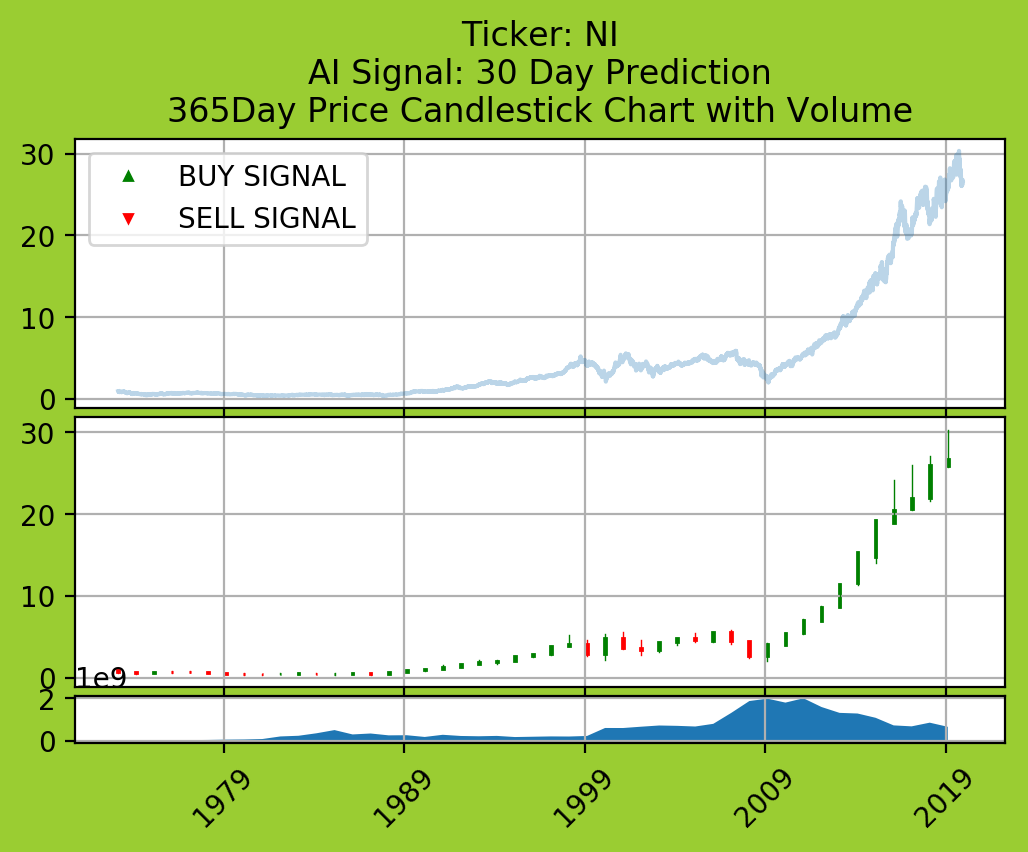 Ticker: NI
AI Signal: 30 Day Prediction
365Day Price Candlestick Chart with Volume
30
20
10
0
BUY SIGNAL
SELL SIGNAL
30
20
10
0
1e9
2
0
1979
1989
1999
2009
2019